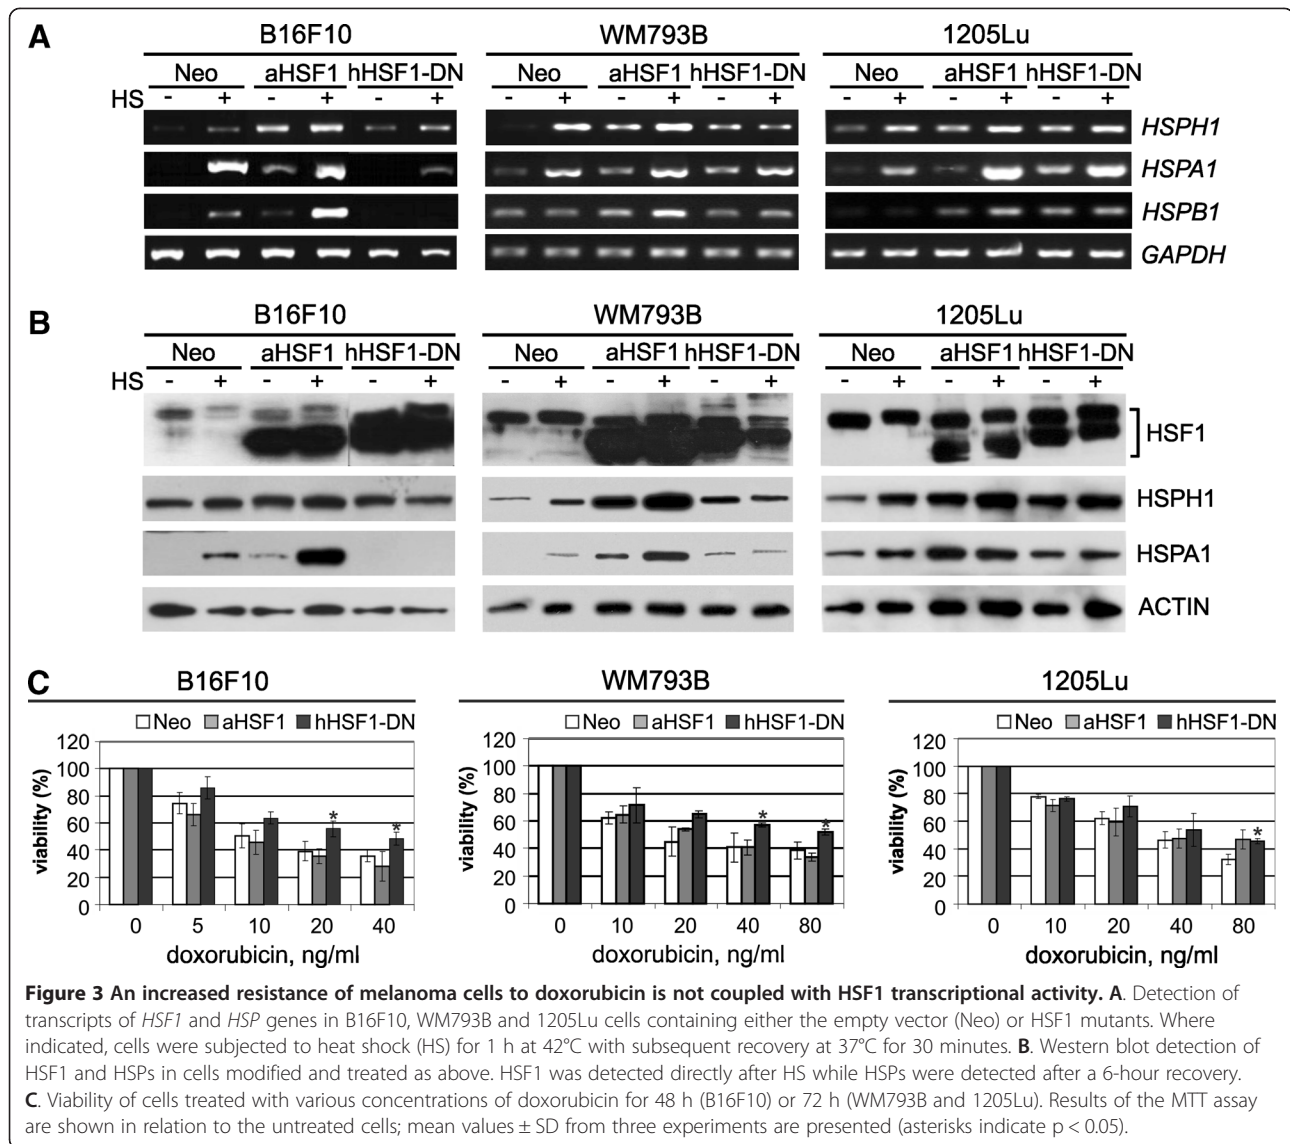 A
B16F10 WM793B 1205Lu
Neo aHSF1 hHSF1-DN Neo aHSF1 hHSF1-DN Neo aHSF1 hHSF1-DN
HS - + - + - + - + - + - + - + - + - +
HSPH1
HSPA1
HSPB1
GAPDH
B
B16F10 WM793B 1205Lu
Neo aHSF1 hHSF1-DN Neo aHSF1 hHSF1-DN Neo aHSF1 hHSF1-DN
HS - + - + - + - + - + - + - + - + - +
HSF1
HSPH1
HSPA1
ACTIN
C
B16F10 WM793B 1205Lu
Neo aHSF1 hHSF1-DN Neo aHSF1 hHSF1-DN Neo aHSF1 hHSF1-DN
120 120 120
100 100 100
80 80 80
60 60 60
40 40 40
20 20 20
0 0 0
viability (%) viability (%) viability (%)
* * * * *
0 5 10 20 40 0 10 20 40 80 0 10 20 40 80
doxorubicin, ng/ml doxorubicin, ng/ml doxorubicin, ng/ml
Figure 3 An increased resistance of melanoma cells to doxorubicin is not coupled with HSF1 transcriptional activity. A. Detection of
transcripts of HSF1 and HSP genes in B16F10, WM793B and 1205Lu cells containing either the empty vector (Neo) or HSF1 mutants. Where
indicated, cells were subjected to heat shock (HS) for 1 h at 42°C with subsequent recovery at 37°C for 30 minutes. B. Western blot detection of
HSF1 and HSPs in cells modified and treated as above. HSF1 was detected directly after HS while HSPs were detected after a 6-hour recovery.
C. Viability of cells treated with various concentrations of doxorubicin for 48 h (B16F10) or 72 h (WM793B and 1205Lu). Results of the MTT assay
are shown in relation to the untreated cells; mean values ± SD from three experiments are presented (asterisks indicate p < 0.05).